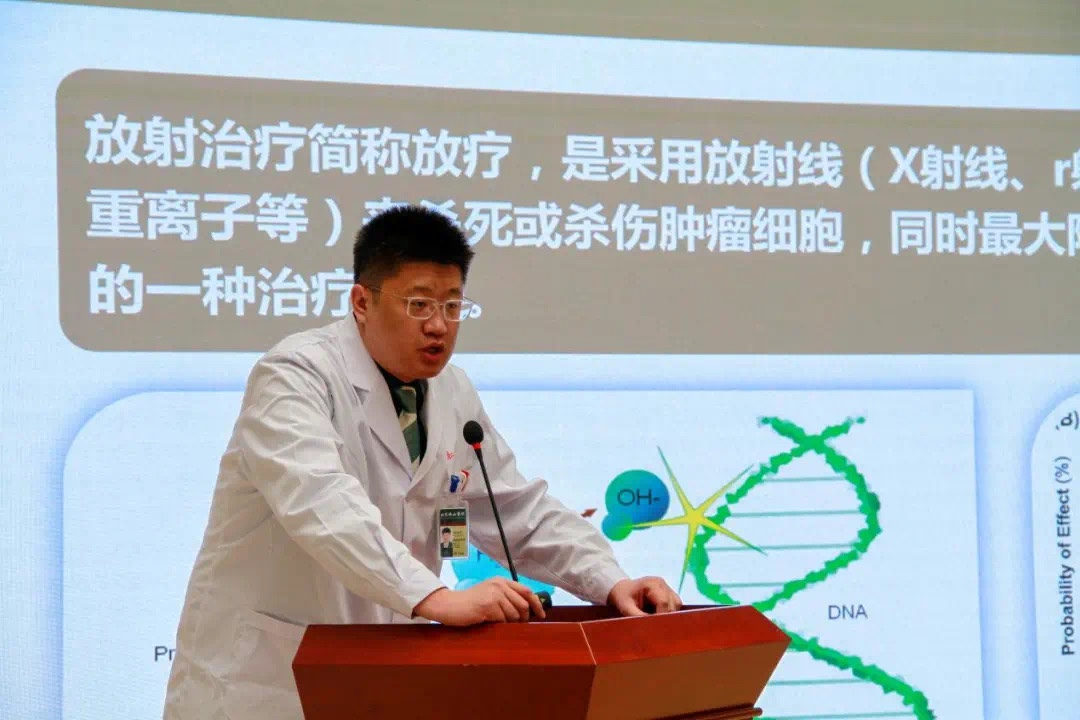 放射治疗简称放疗，是采用放射线（X射线、r
重离子等）杀死或杀伤肿瘤细胞，同时最大
的一种治疗。
OH-
DNA
Pr
Probability of Effect (%)